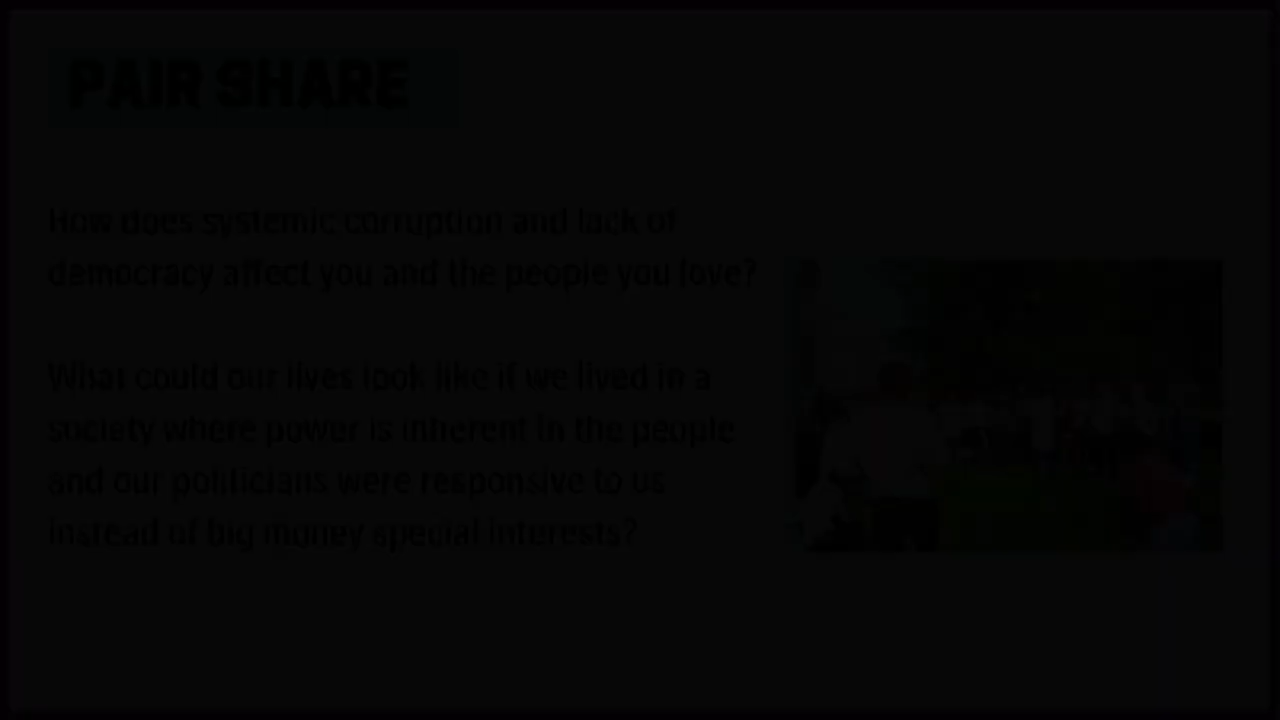 PAIR SHARE
How does systemic corruption and lack of
democracy affect you and the people you love?
What could our lives look like if we lived in a
society where power is inherent in the people
and our politicians were responsive to us
instead of big money special interests?